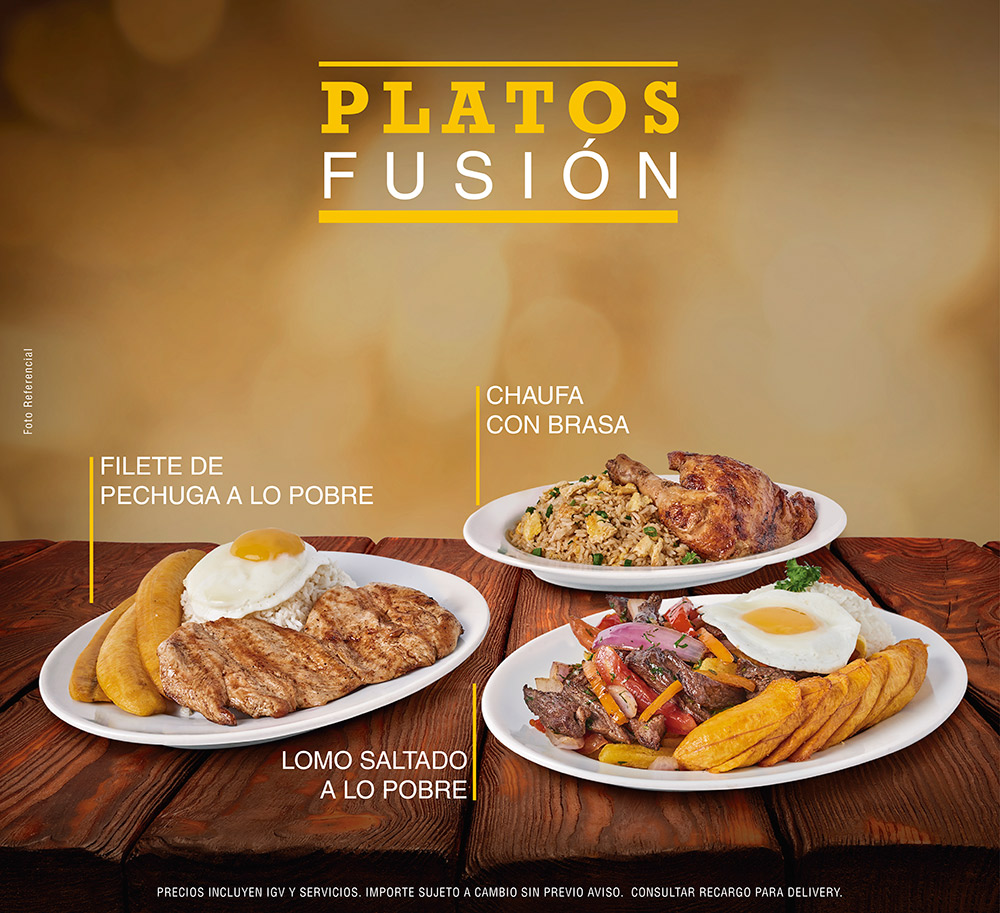 PLATOS
FUSIÓN
Foto Referencial
CHAUFA
CON BRASA
FILETE DE
PECHUGA A LO POBRE
LOMO SALTADO
A LO POBRE
PRECIOS INCLUYEN IGV Y SERVICIOS. IMPORTE SUJETO A CAMBIO SIN PREVIO AVISO. CONSULTAR RECARGO PARA DELIVERY.